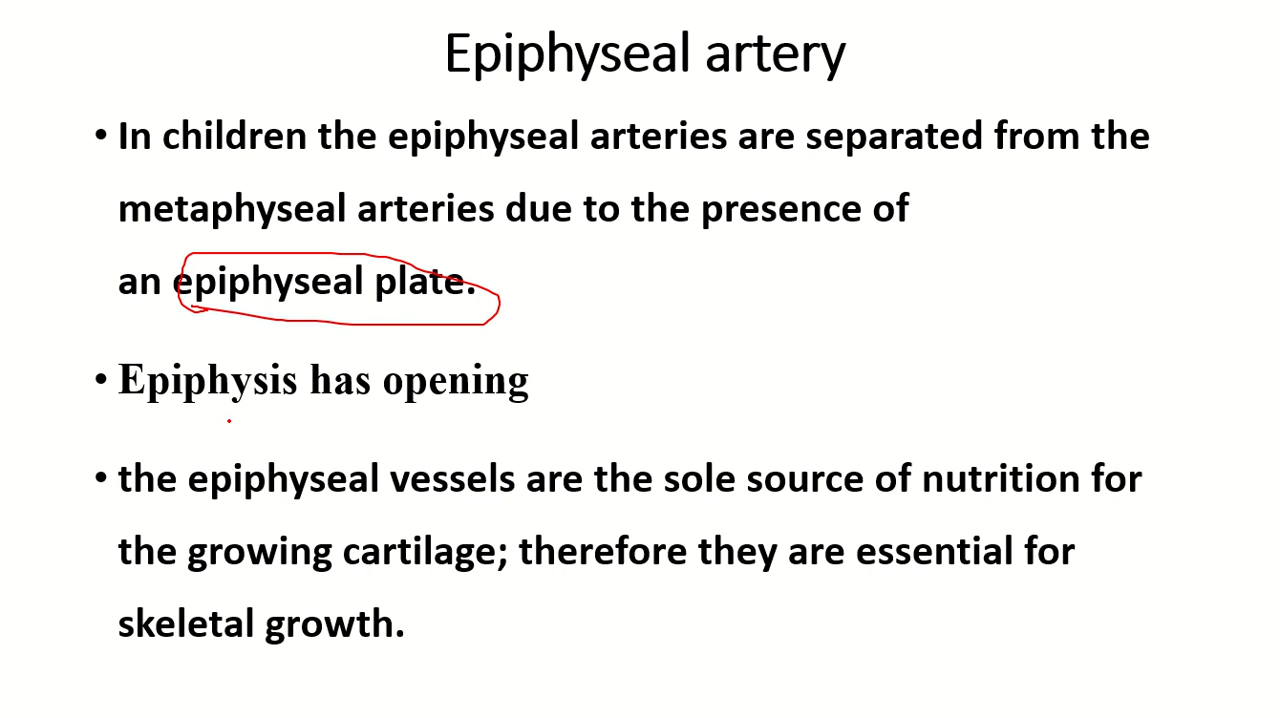 Epiphyseal artery
• In children the epiphyseal arteries are separated from the
metaphyseal arteries due to the presence of
an epiphyseal plate.
• Epiphysis has opening
• the epiphyseal vessels are the sole source of nutrition for
the growing cartilage; therefore they are essential for
skeletal growth.